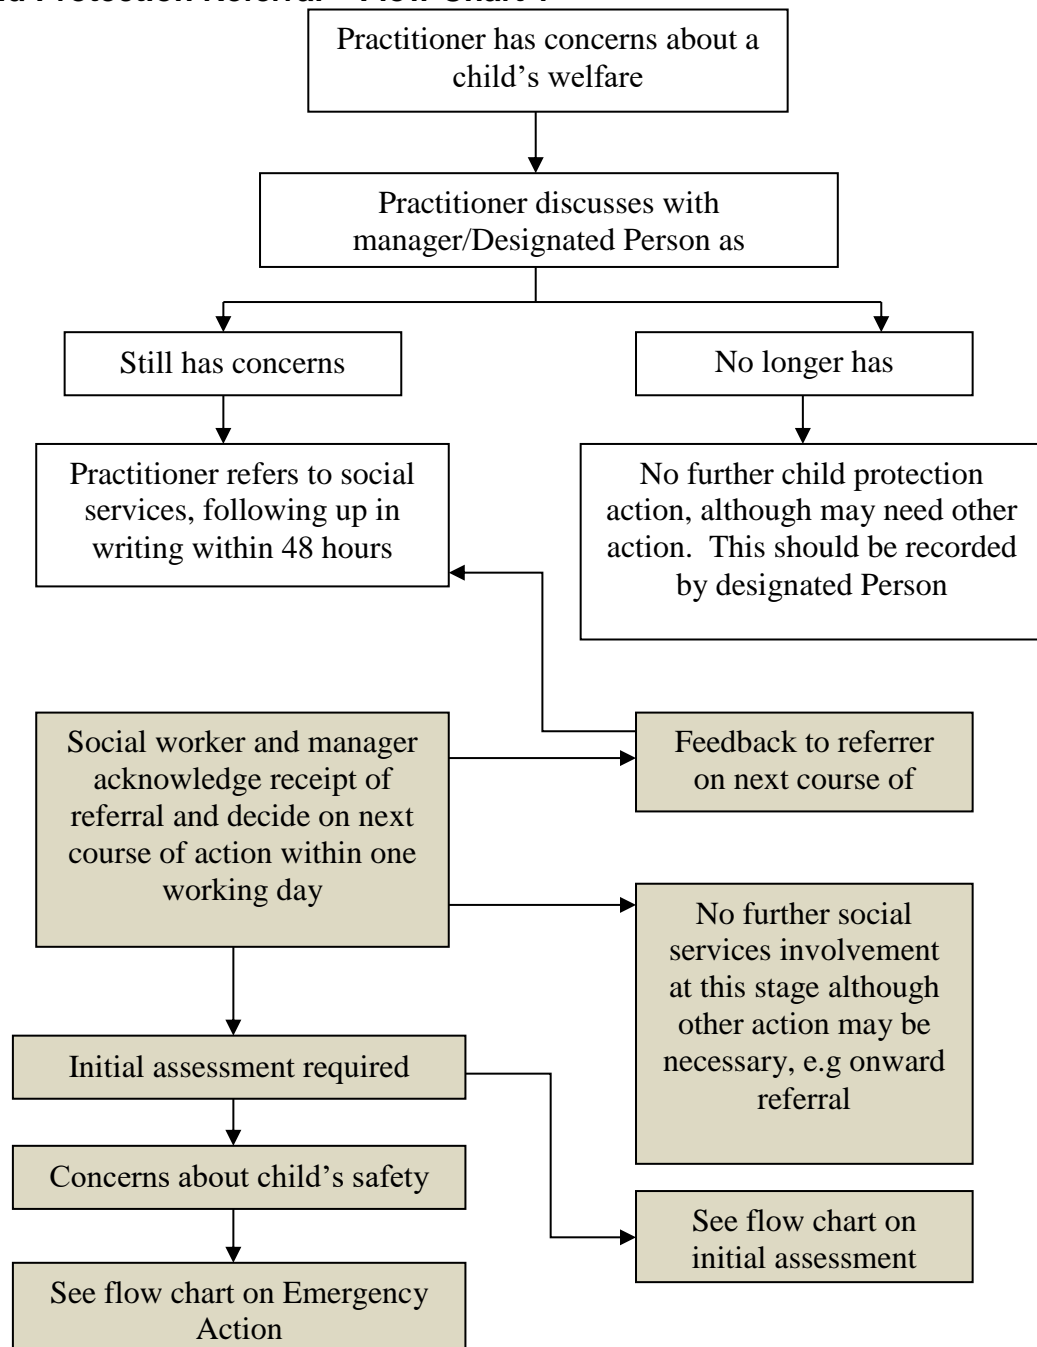 Practitioner has concerns about a
child’s welfare
Practitioner discusses with
manager/Designated Person as
Still has concerns
No longer has
Practitioner refers to social
services, following up in
writing within 48 hours
No further child protection
action, although may need other
action.  This should be recorded
by designated Person
Social worker and manager
acknowledge receipt of
referral and decide on next
course of action within one
working day
Feedback to referrer
on next course of
No further social
services involvement
at this stage although
other action may be
necessary, e.g onward
referral
Initial assessment required
Concerns about child’s safety
See flow chart on
initial assessment
See flow chart on Emergency
Action